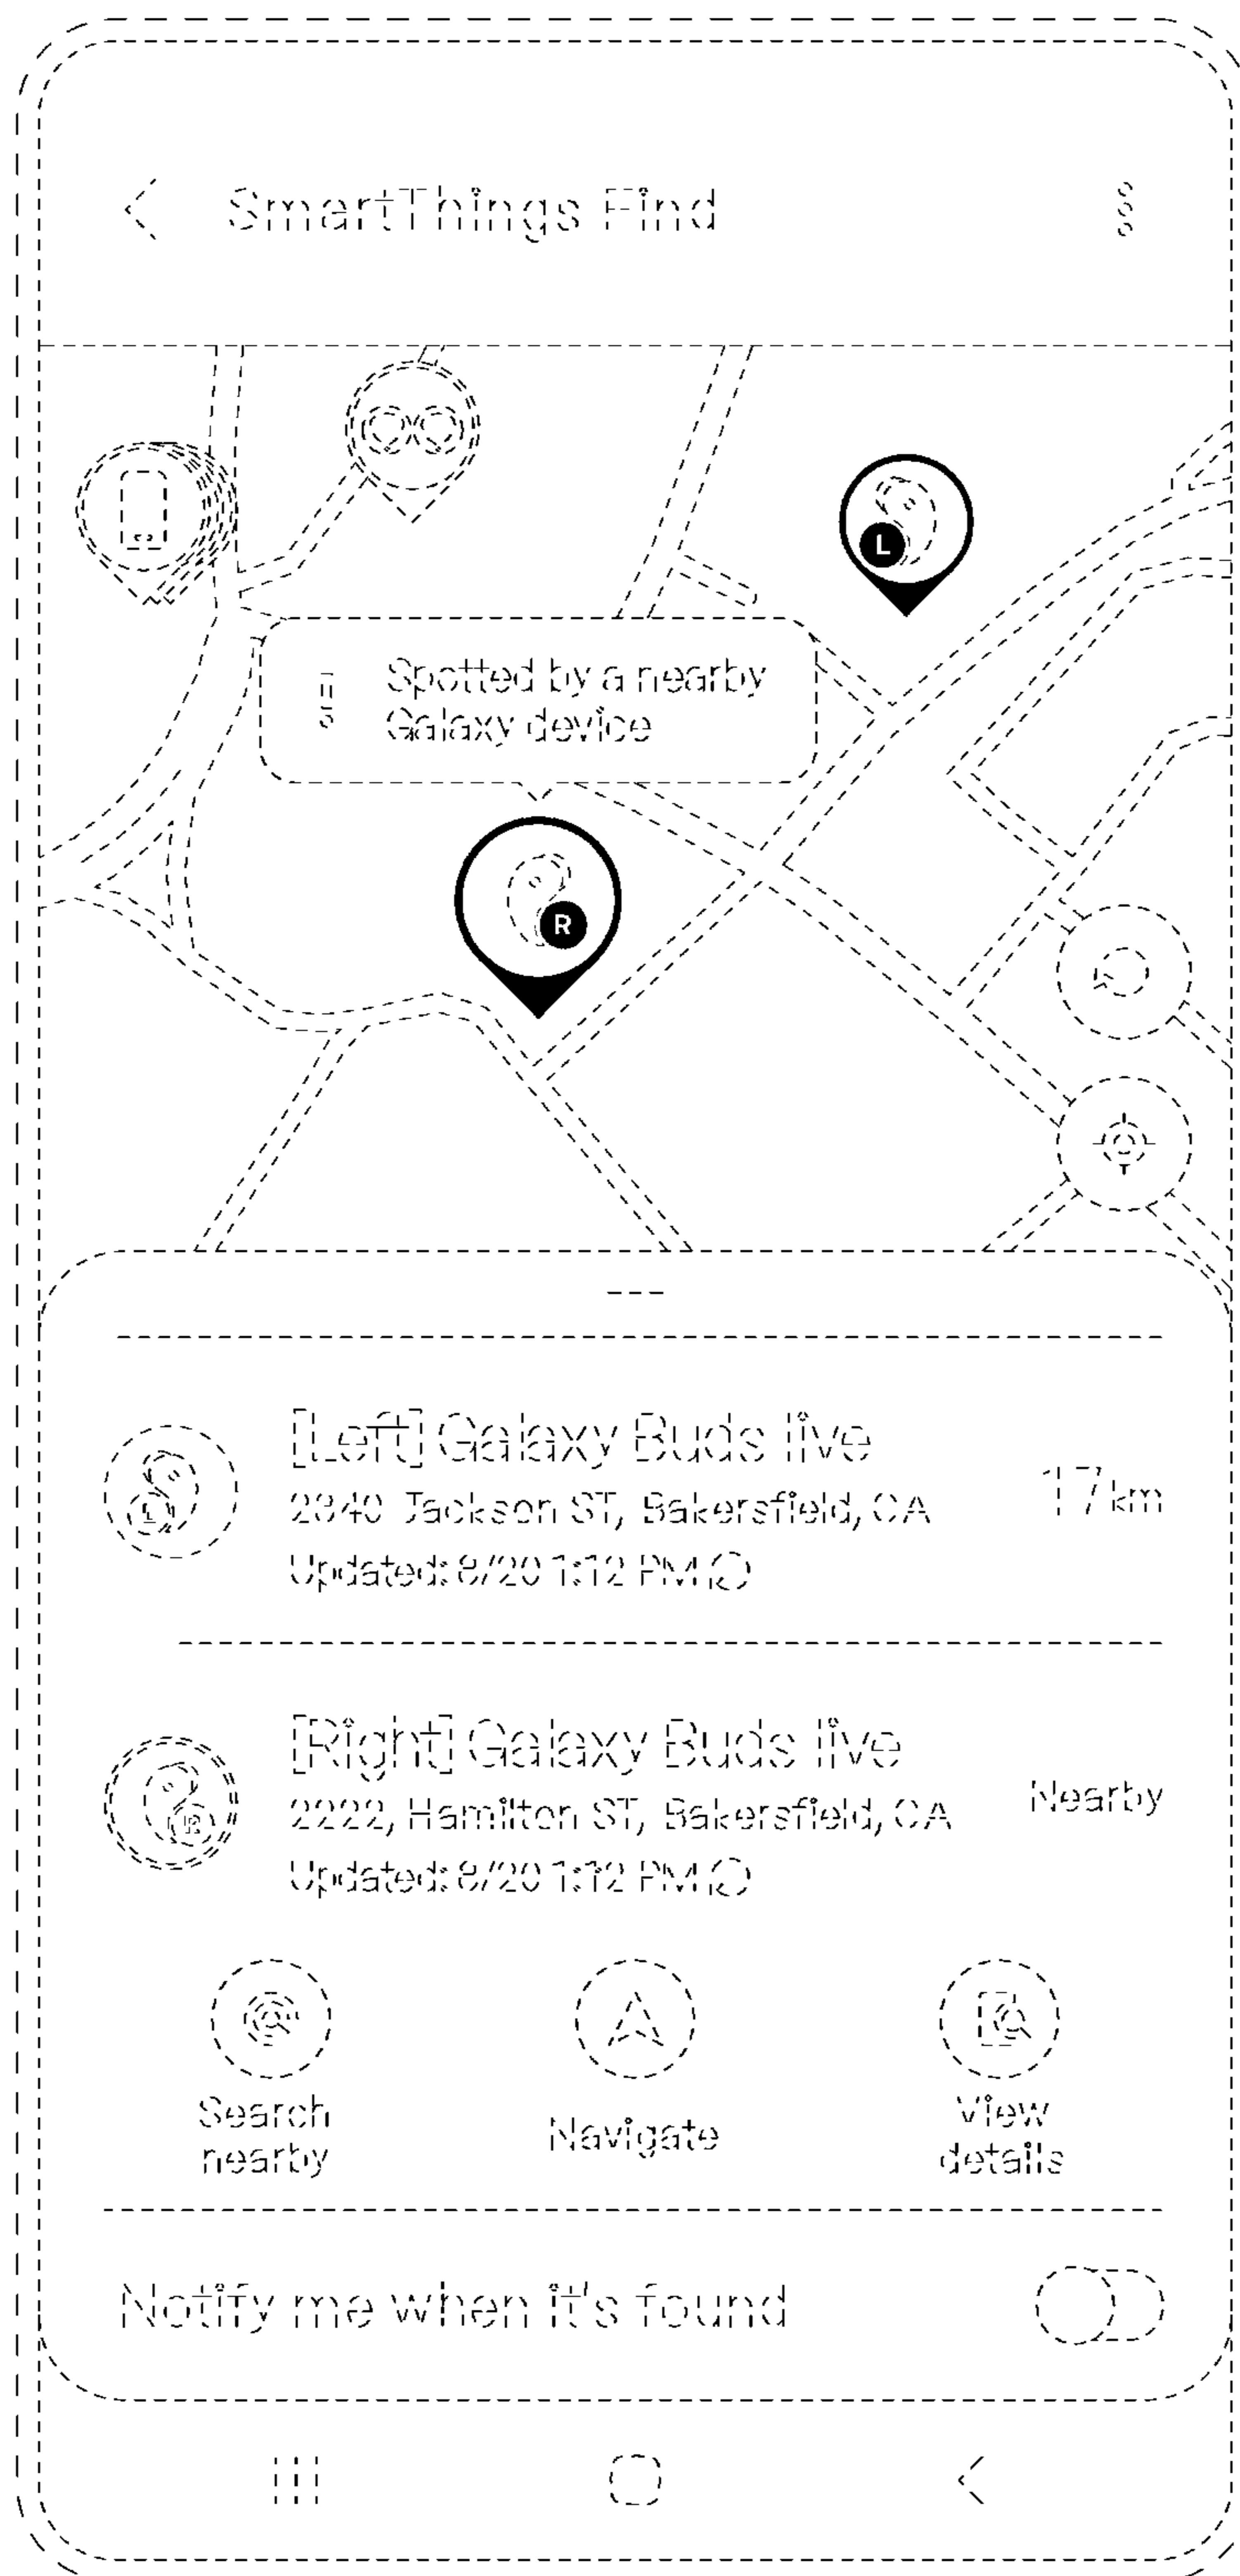 SmartThings Find
L
Spotted by a nearby
Galaxy device
R
[Left] Galaxy Buds live
2340 Jackson ST, Bakersfield, CA
17 km
L
Updated: 8/20 1:12 PM
[Right] Galaxy Buds live
2222, Hamilton ST, Bakersfield, CA
Nearby
R
Updated: 8/20 1:12 PM
Search
nearby
Navigate
View
details
Notify me when it's found